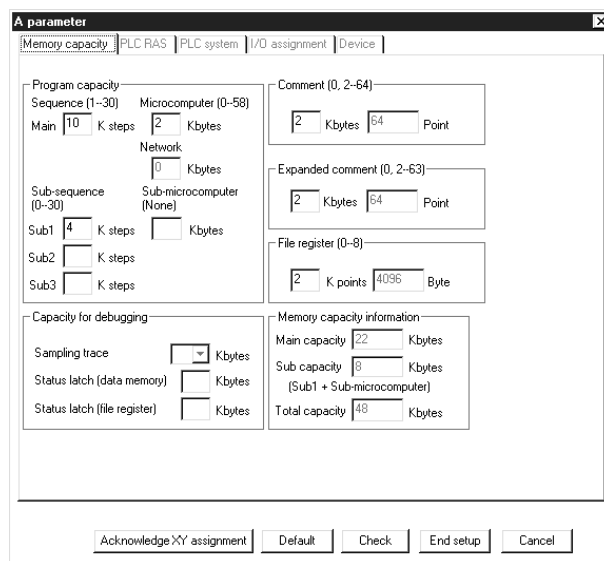 A parameter
Memory capacity PLC RAS PLC system I/O assignment Device
Program capacity
Sequence (1--30) Microcomputer (0--58)
Main 10 K steps 2 Kbytes
Network
0 Kbytes
Sub-sequence Sub-microcomputer
(0--30) (None)
Sub1 4 K steps Kbytes
Sub2 K steps
Sub3 K steps
Comment (0, 2--64)
2 Kbytes 64 Point
Expanded comment (0, 2--63)
2 Kbytes 64 Point
File register (0--8)
2 K points 4096 Byte
Capacity for debugging
Sampling trace Kbytes
Status latch (data memory) Kbytes
Status latch (file register) Kbytes
Memory capacity information
Main capacity 22 Kbytes
Sub capacity 8 Kbytes
(Sub1 + Sub-microcomputer)
Total capacity 48 Kbytes
Acknowledge XY assignment Default Check End setup Cancel